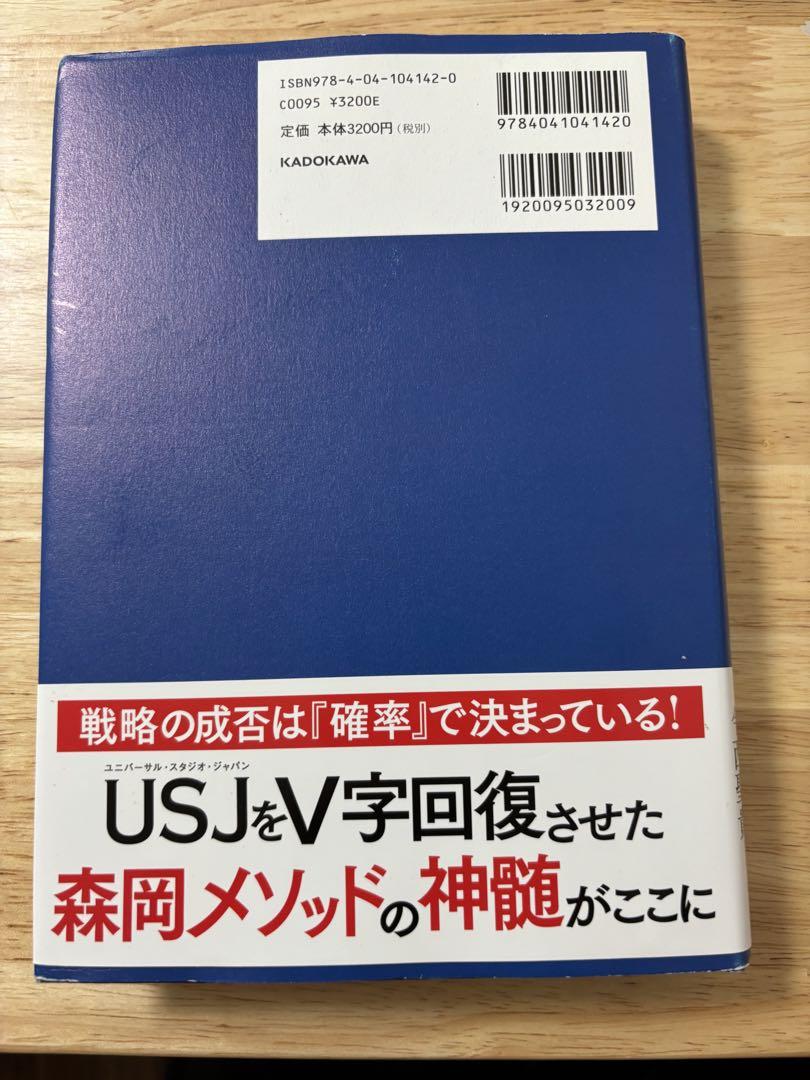 ISBN978-4-04-104142-0
C0095 ¥3200E
定価 本体3200円(税別)
KADOKAWA
9784041041420
1920095032009
戦略の成否は『確率』で決まっている!
ユニバーサル・スタジオ・ジャパン
USJをV字回復させた
森岡メソッドの神髄がここに